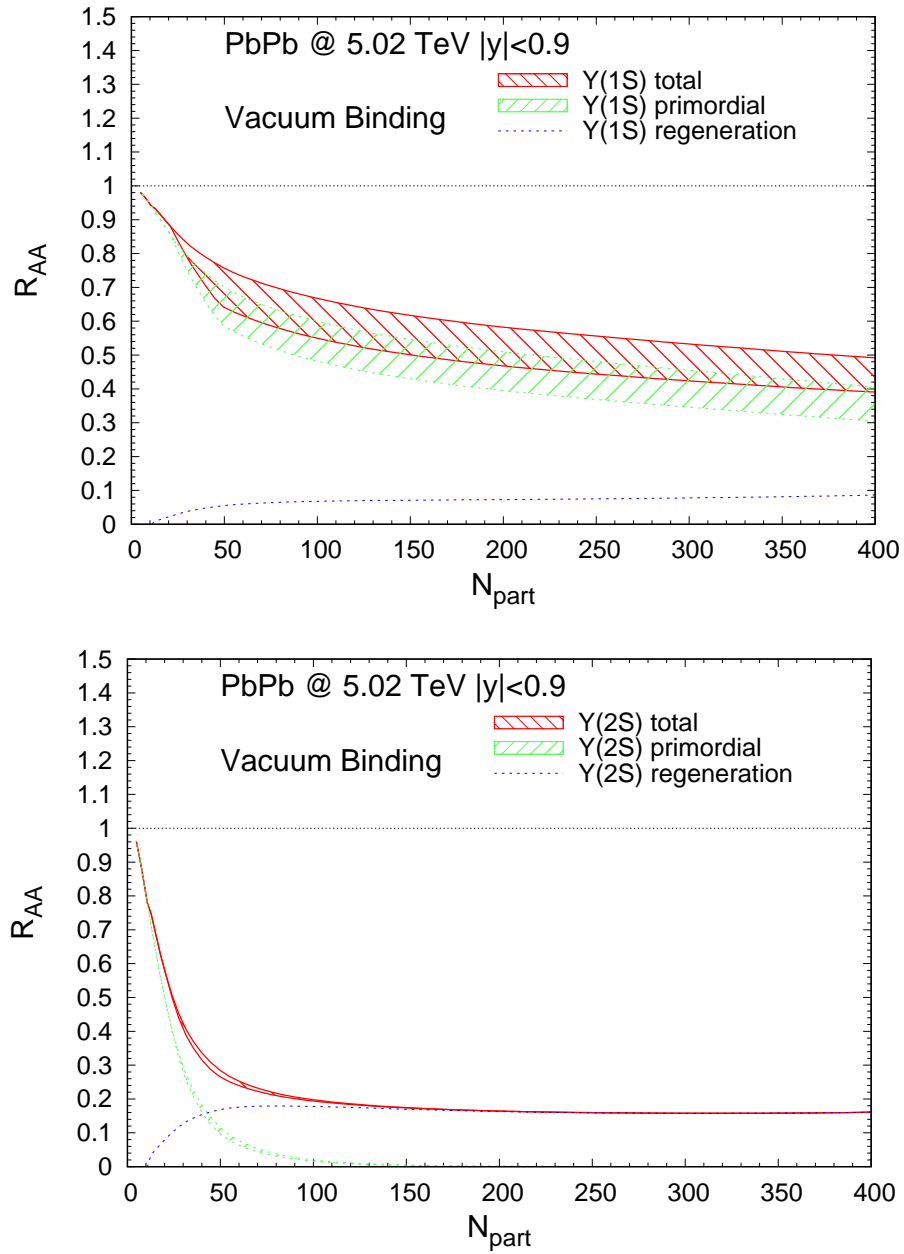 PbPb @ 5.02 TeV |y|<0.9
Vacuum Binding
Υ(1S) total
Υ(1S) primordial
Υ(1S) regeneration
1.5
1.4
1.3
1.2
1.1
1
0.9
0.8
0.7
0.6
0.5
0.4
0.3
0.2
0.1
0
R_AA
0 50 100 150 200 250 300 350 400
N_part
PbPb @ 5.02 TeV |y|<0.9
Vacuum Binding
Υ(2S) total
Υ(2S) primordial
Υ(2S) regeneration
1.5
1.4
1.3
1.2
1.1
1
0.9
0.8
0.7
0.6
0.5
0.4
0.3
0.2
0.1
0
R_AA
0 50 100 150 200 250 300 350 400
N_part